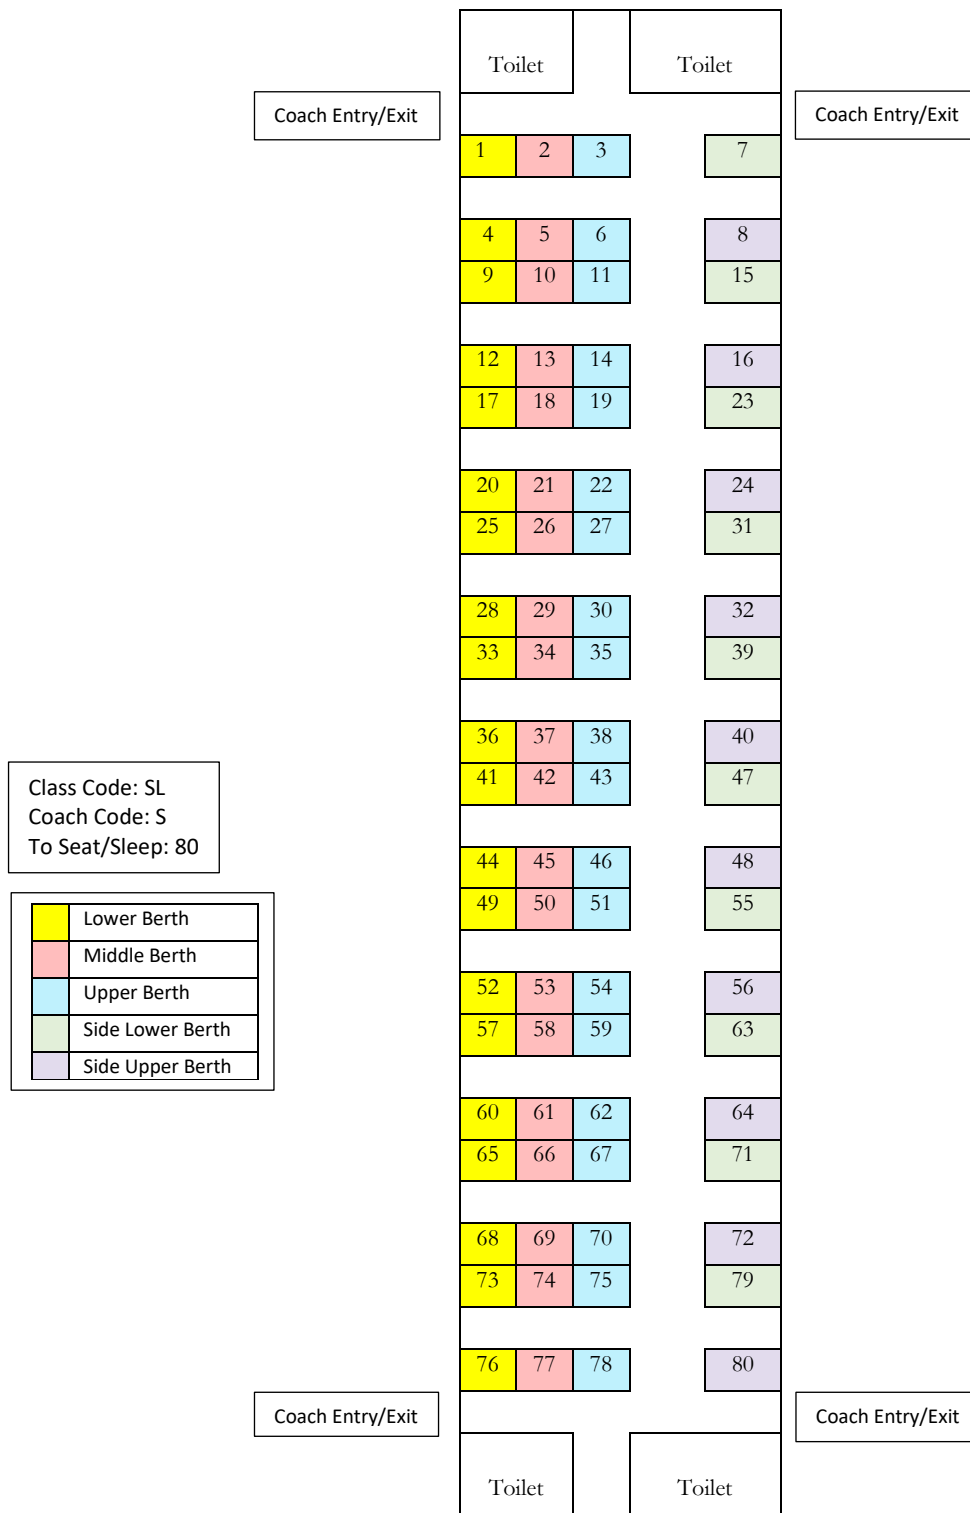 Toilet Toilet
Coach Entry/Exit Coach Entry/Exit
1 2 3 7
4 5 6 8
9 10 11 15
12 13 14 16
17 18 19 23
20 21 22 24
25 26 27 31
28 29 30 32
33 34 35 39
36 37 38 40
41 42 43 47
Class Code: SL
Coach Code: S
To Seat/Sleep: 80
44 45 46 48
49 50 51 55
Lower Berth
Middle Berth
Upper Berth
Side Lower Berth
Side Upper Berth
52 53 54 56
57 58 59 63
60 61 62 64
65 66 67 71
68 69 70 72
73 74 75 79
76 77 78 80
Coach Entry/Exit Coach Entry/Exit
Toilet Toilet